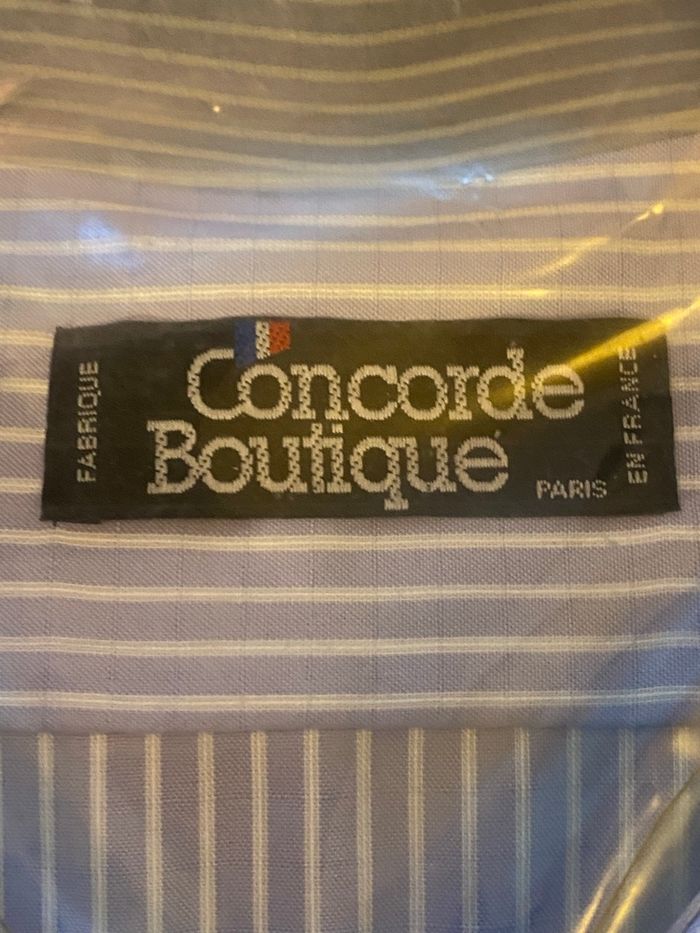 FABRIQUE
Concorde
Boutique
PARIS
EN FRANCE